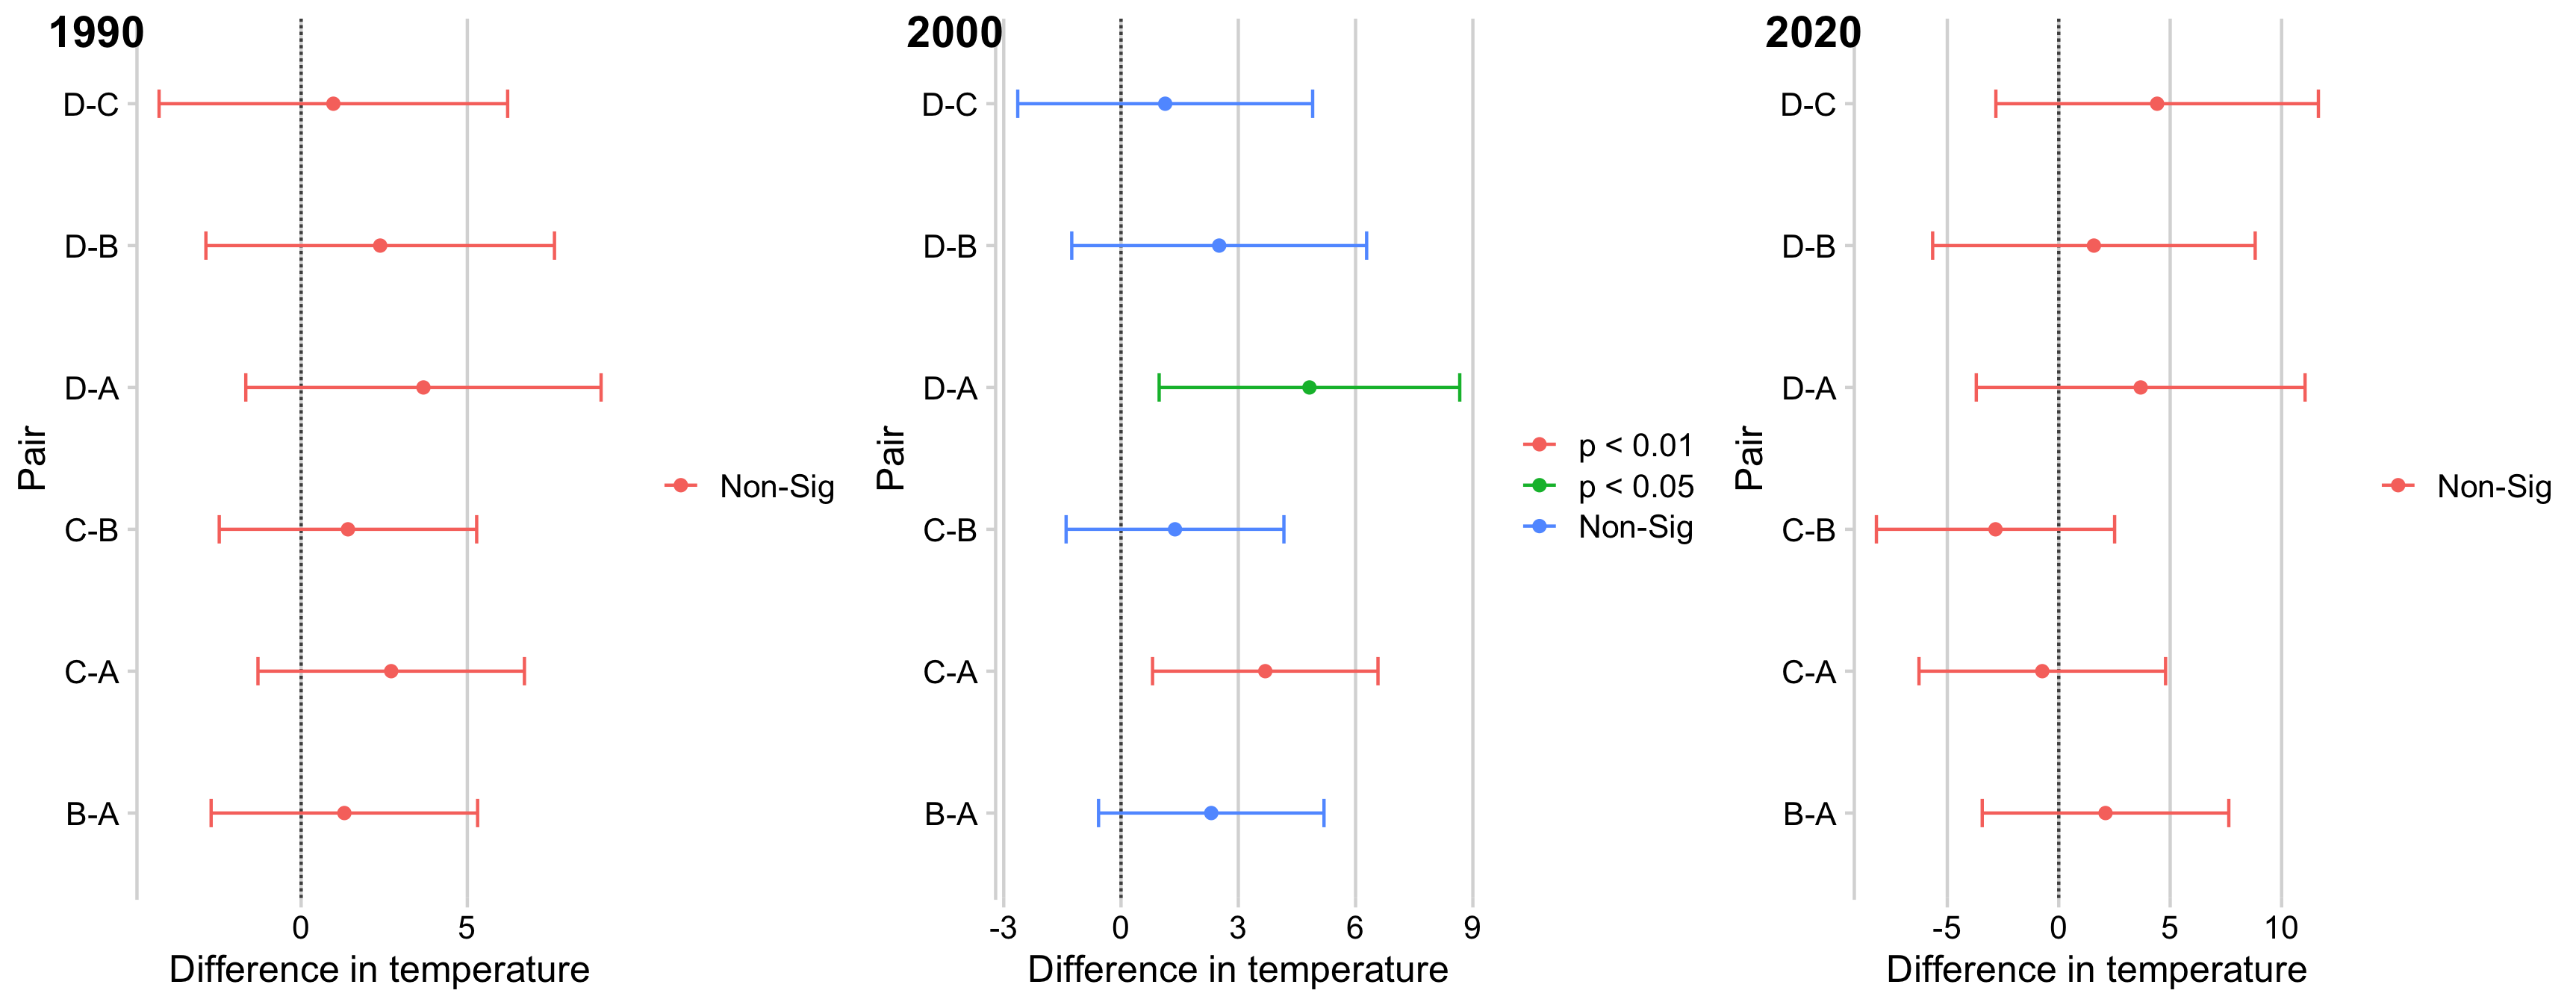 1990
D-C
D-B
D-A
C-B
C-A
B-A
Pair
0 5
Difference in temperature
Non-Sig
2000
D-C
D-B
D-A
C-B
C-A
B-A
Pair
-3 0 3 6 9
Difference in temperature
p < 0.01
p < 0.05
Non-Sig
2020
D-C
D-B
D-A
C-B
C-A
B-A
Pair
-5 0 5 10
Difference in temperature
Non-Sig